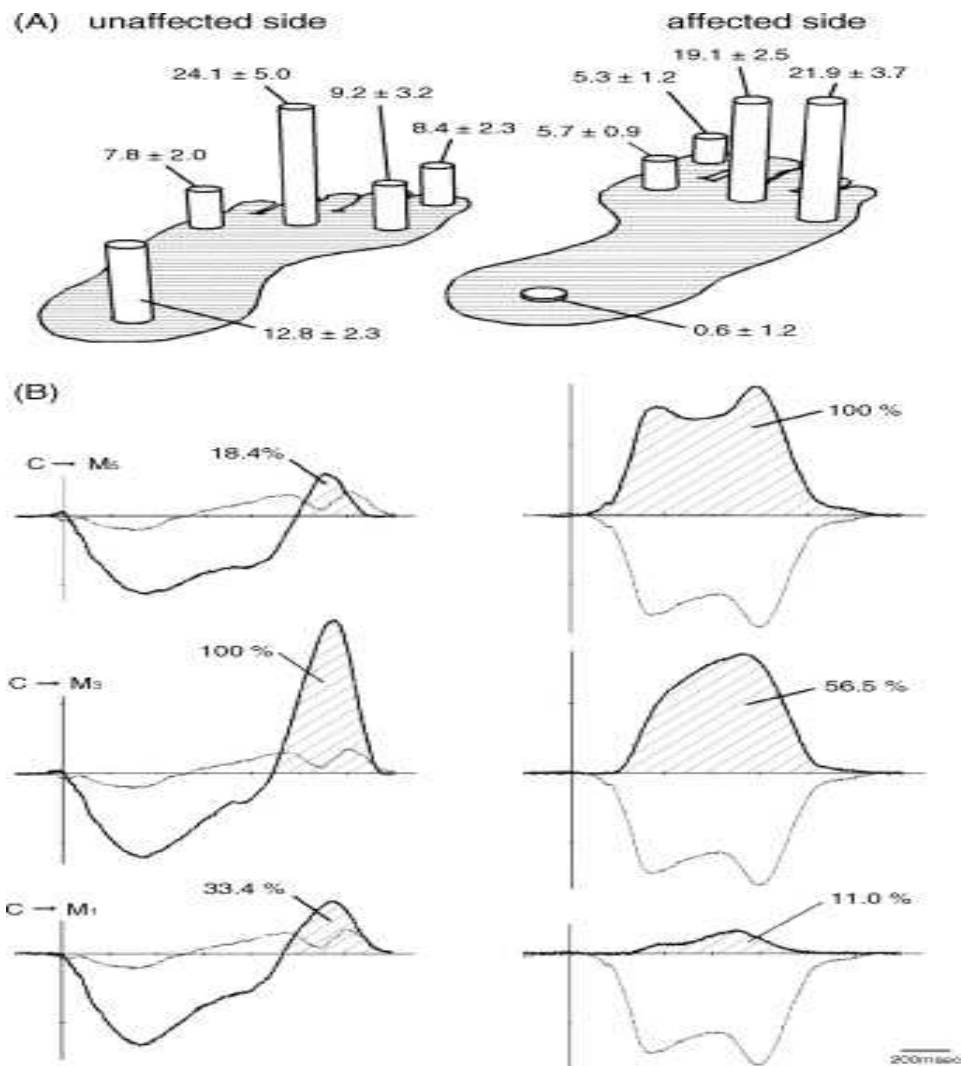 (A) unaffected side affected side
24.1 ± 5.0 19.1 ± 2.5
9.2 ± 3.2 5.3 ± 1.2 21.9 ± 3.7
7.8 ± 2.0 8.4 ± 2.3 5.7 ± 0.9
12.8 ± 2.3 0.6 ± 1.2
(B)
100 %
18.4%
C → M5
100 %
C → M3 56.5 %
33.4 % 11.0 %
C → M1
200msec